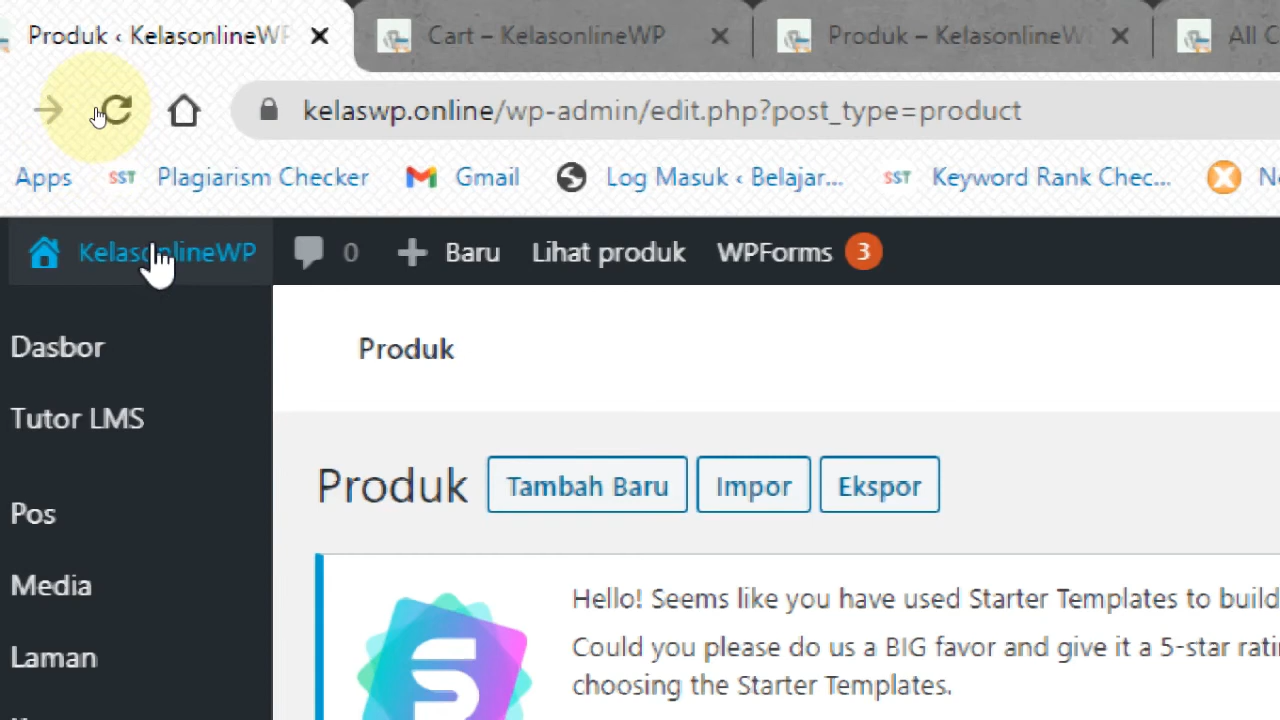 Produk ‹ KelasonlineWP
Cart – KelasonlineWP
Produk – KelasonlineW
All C
kelaswp.online/wp-admin/edit.php?post_type=product
Apps SST Plagiarism Checker Gmail Log Masuk ‹ Belajar... SST Keyword Rank Chec...
KelasonlineWP 0 Baru Lihat produk WPForms 3
Dasbor
Produk
Tutor LMS
Produk Tambah Baru Impor Ekspor
Pos
Media
Hello! Seems like you have used Starter Templates to build
Could you please do us a BIG favor and give it a 5-star rati
Laman
choosing the Starter Templates.